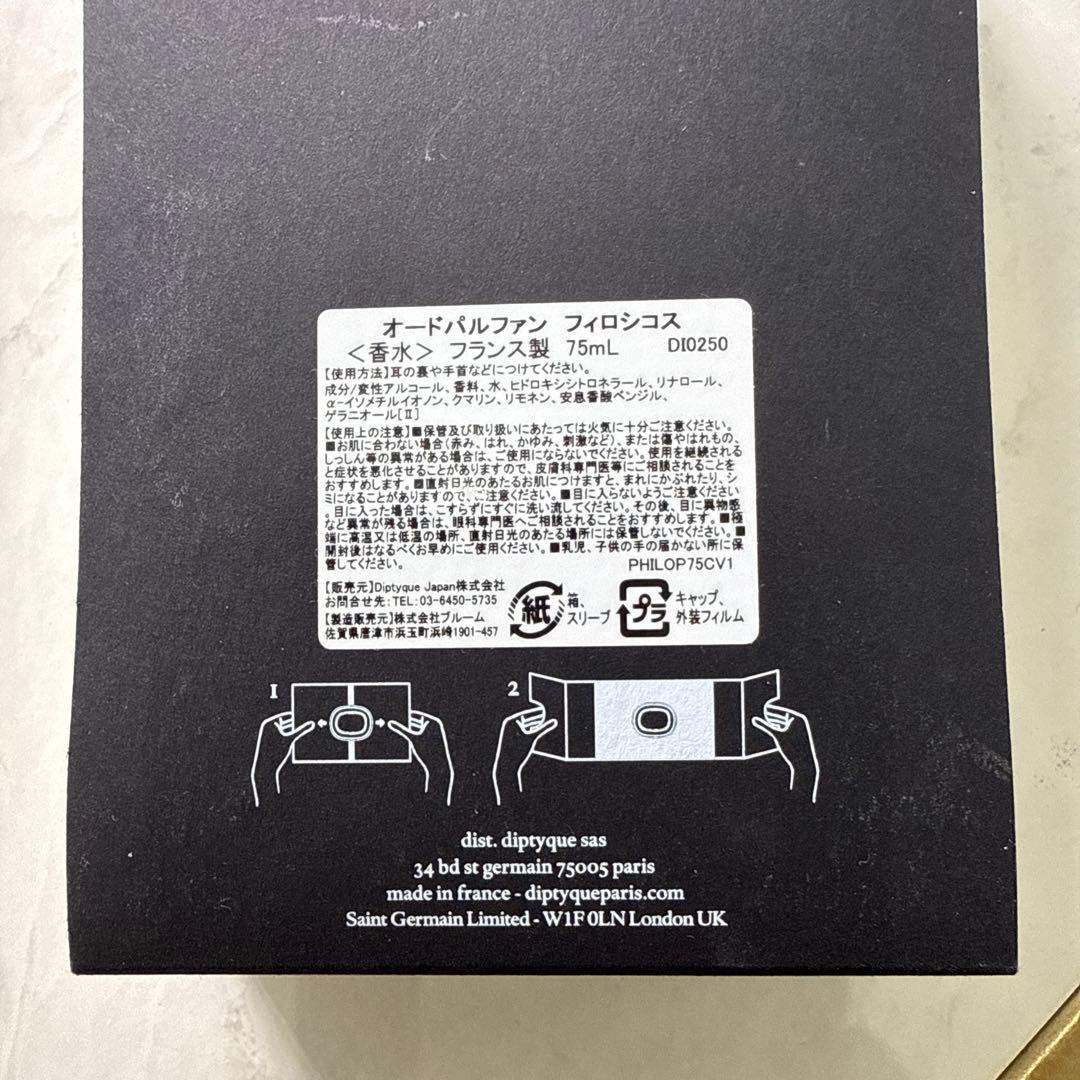 オードパルファン フィロシコス
＜香水＞ フランス製 75mL DI0250
【使用方法】耳の裏や手首などにつけてください。
成分/変性アルコール、香料、水、ヒドロキシシトロネラール、リナロール、
α-イソメチルイオノン、クマリン、リモネン、安息香酸ベンジル、
ゲラニオール[Ⅱ]
【使用上の注意】■保管及び取り扱いにあたっては火気に十分ご注意ください。
■お肌に合わない場合(赤み、はれ、かゆみ、刺激など)、または傷やはれもの、
しっしん等の異常がある場合は、ご使用にならないでください。使用を継続される
と症状を悪化させることがありますので、皮膚科専門医等にご相談されることを
おすすめします。■直射日光のあたるお肌につけますと、まれにかぶれたり、シ
ミになることがありますので、ご注意ください。■目に入らないようご注意ください
。目に入った場合は、こすらずにすぐに洗い流してください。その後、目に異物感
など異常が残る場合は、眼科専門医へご相談されることをおすすめします。■極
端に高温又は低温の場所、直射日光のあたる場所には保管しないでください。■
開封後はなるべくお早めにご使用ください。■乳児、子供の手の届かない所に保
管してください。
PHILOP75CV1
【販売元】Diptyque Japan株式会社
お問合せ先:TEL:03-6450-5735
【製造販売元】株式会社ブルーム
佐賀県唐津市浜玉町浜崎1901-457
紙
箱、
スリーブ
プラ
キャップ、
外装フィルム
1
2
dist. diptyque sas
34 bd st germain 75005 paris
made in france - diptyqueparis.com
Saint Germain Limited - W1F 0LN London UK